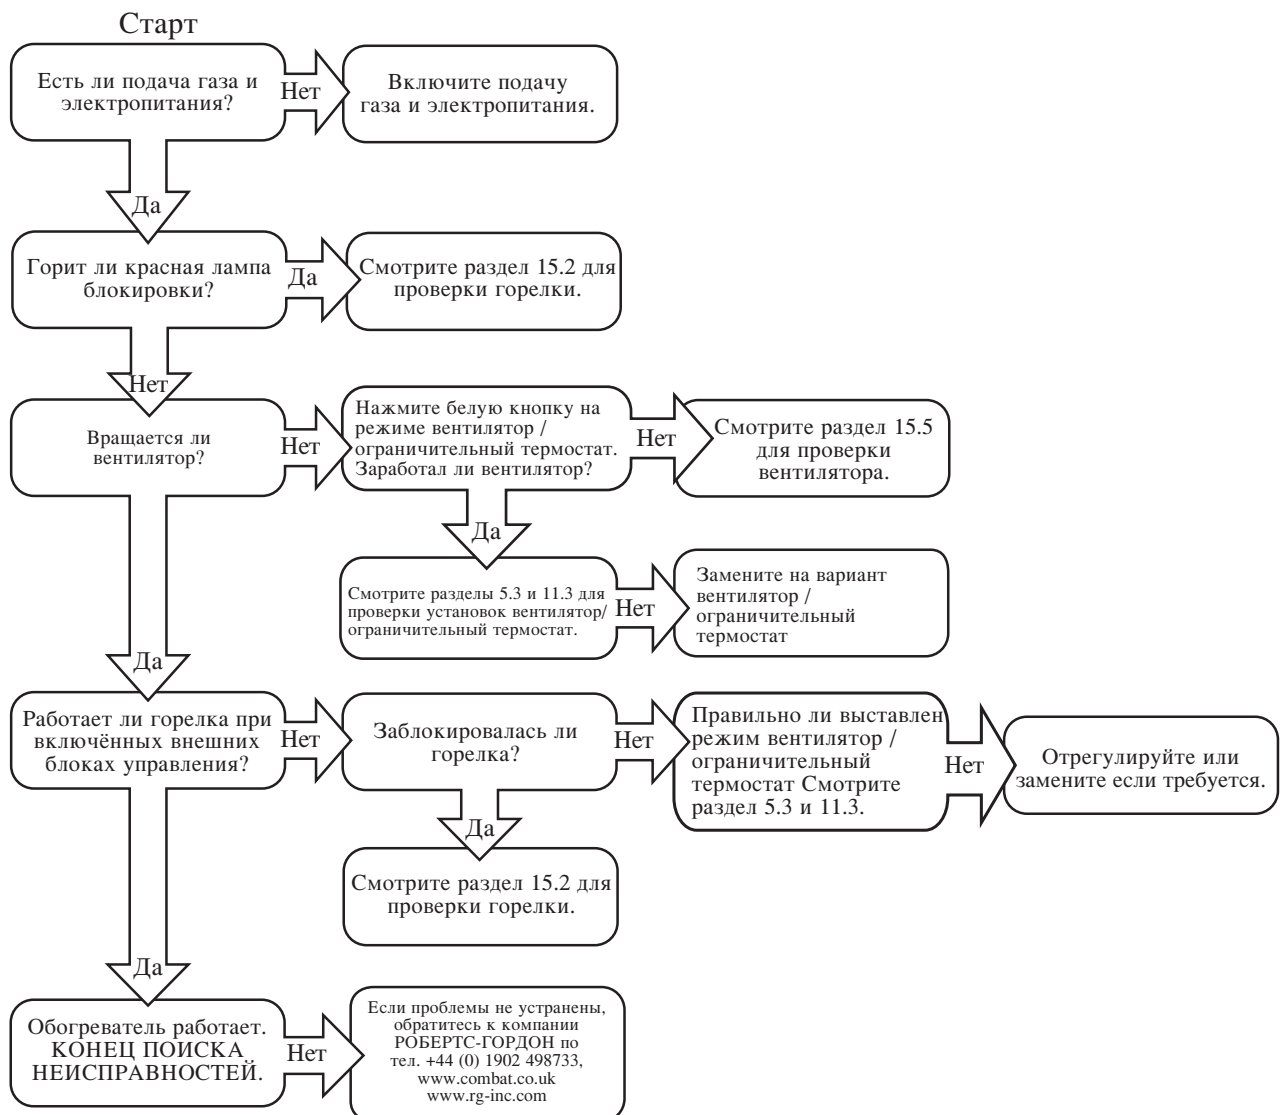 Старт
Есть ли подача газа и
электропитания?
Нет
Включите подачу
газа и электропитания.
Да
Горит ли красная лампа
блокировки?
Да
Смотрите раздел 15.2 для
проверки горелки.
Нет
Вращается ли
вентилятор?
Нет
Нажмите белую кнопку на
режиме вентилятор /
ограничительный термостат.
Заработал ли вентилятор?
Нет
Смотрите раздел 15.5
для проверки
вентилятора.
Да
Смотрите разделы 5.3 и 11.3 для
проверки установок вентилятор/
ограничительный термостат.
Нет
Замените на вариант
вентилятор /
ограничительный
термостат
Да
Работает ли горелка при
включённых внешних
блоках управления?
Нет
Заблокировалась ли
горелка?
Нет
Правильно ли выставлен
режим вентилятор /
ограничительный
термостат Смотрите
раздел 5.3 и 11.3.
Нет
Отрегулируйте или
замените если требуется.
Да
Смотрите раздел 15.2 для
проверки горелки.
Да
Обогреватель работает.
КОНЕЦ ПОИСКА
НЕИСПРАВНОСТЕЙ.
Нет
Если проблемы не устранены,
обратитесь к компании
РОБЕРТС-ГОРДОН по
тел. +44 (0) 1902 498733,
www.combat.co.uk
www.rg-inc.com